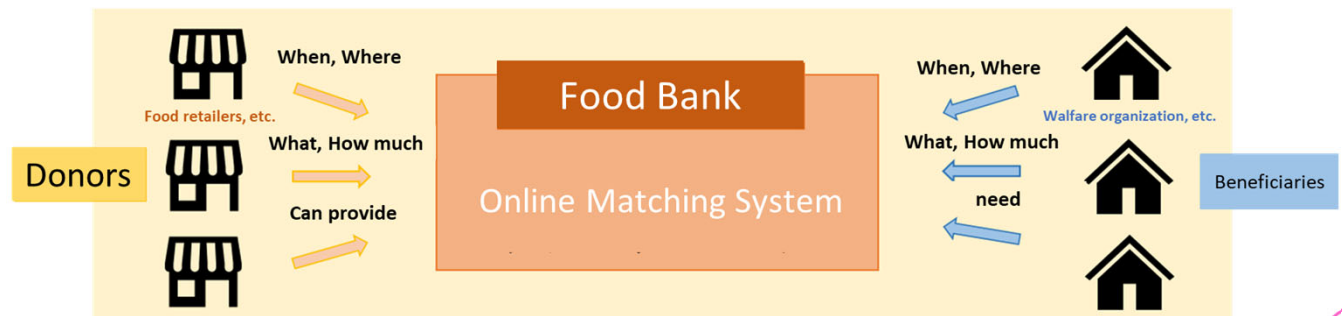 Donors
Food retailers, etc.
When, Where
What, How much
Can provide
Food Bank
Online Matching System
When, Where
What, How much
need
Walfare organization, etc.
Beneficiaries